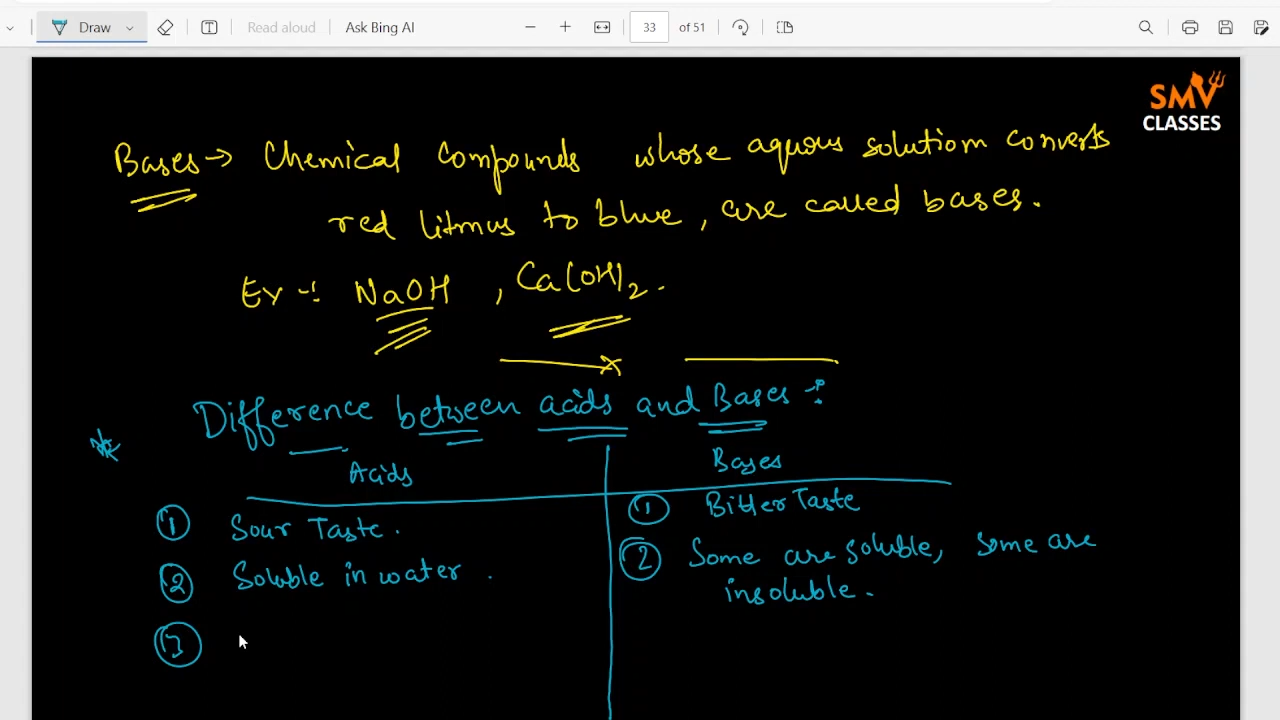 Draw
Read aloud
Ask Bing AI
33 of 51
SMV
CLASSES
Bases → Chemical compounds whose aquous solution converts
red litmus to blue, are called bases.
Ex :- NaOH , Ca(OH)2.
Difference between acids and Bases :-
Acids
Bases
① Sour Taste.
① Bitter Taste
② Soluble in water .
② Some are soluble, some are
insoluble.
③